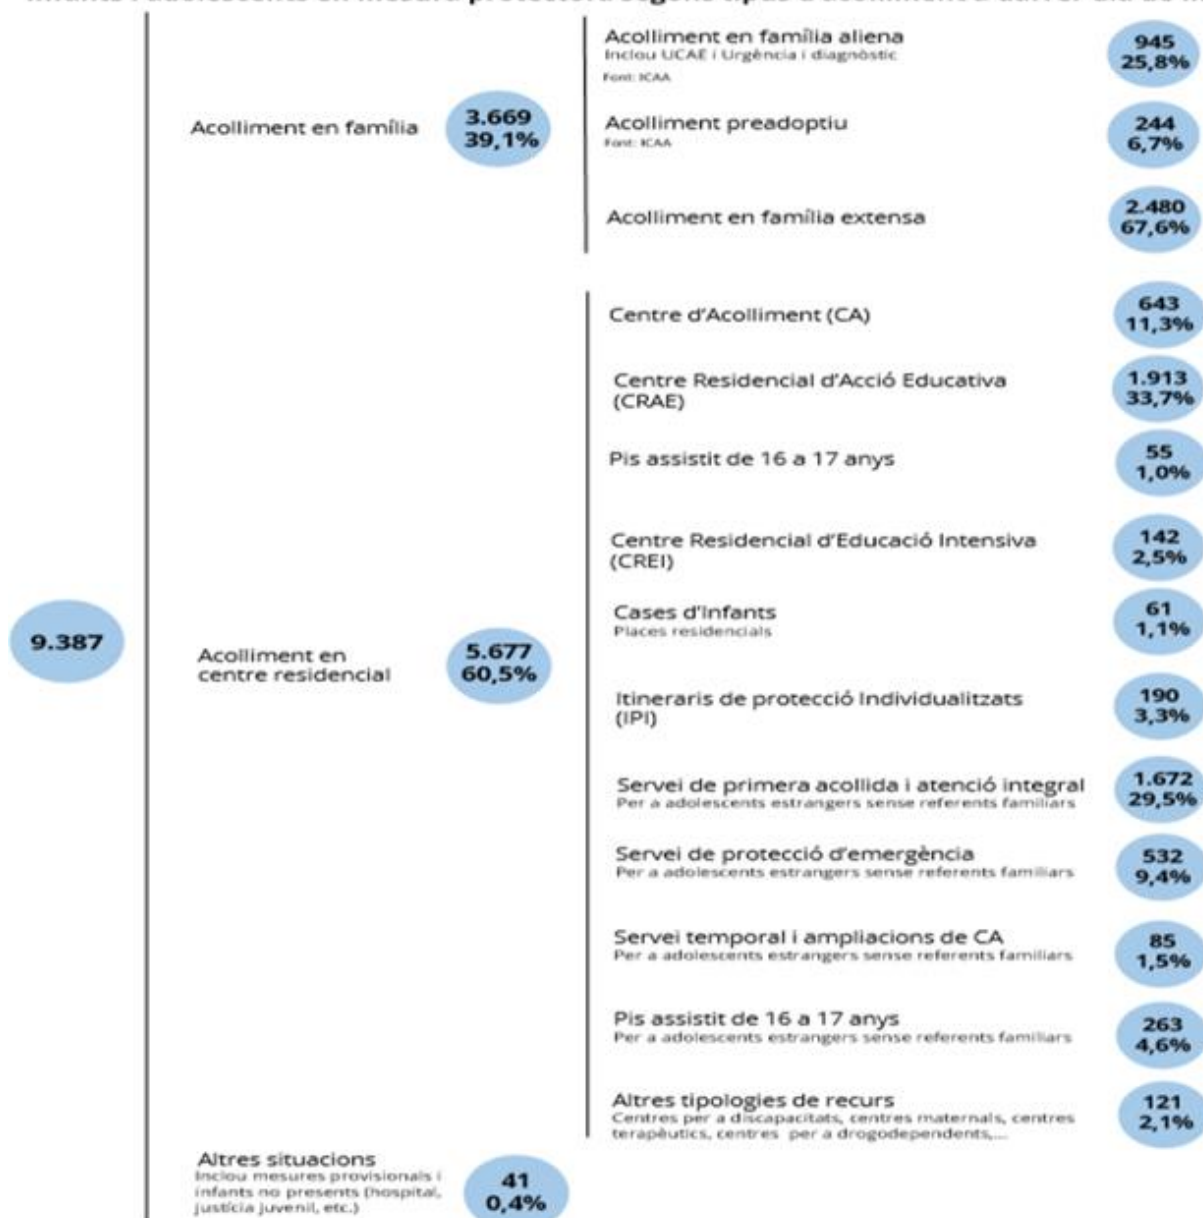 Acolliment en família
3.669
39,1%
Acolliment en família aliena
Inclou UCAE i Urgència i diagnòstic
Font: ICAA
945
25,8%
Acolliment preadoptiu
Font: ICAA
244
6,7%
Acolliment en família extensa
2.480
67,6%
9.387
Acolliment en
centre residencial
5.677
60,5%
Centre d'Acolliment (CA)
643
11,3%
Centre Residencial d'Acció Educativa
(CRAE)
1.913
33,7%
Pis assistit de 16 a 17 anys
55
1,0%
Centre Residencial d'Educació Intensiva
(CREI)
142
2,5%
Cases d'Infants
Places residencials
61
1,1%
Itineraris de protecció Individualitzats
(IPI)
190
3,3%
Servei de primera acollida i atenció integral
Per a adolescents estrangers sense referents familiars
1.672
29,5%
Servei de protecció d'emergència
Per a adolescents estrangers sense referents familiars
532
9,4%
Servei temporal i ampliacions de CA
Per a adolescents estrangers sense referents familiars
85
1,5%
Pis assistit de 16 a 17 anys
Per a adolescents estrangers sense referents familiars
263
4,6%
Altres tipologies de recurs
Centres per a discapacitats, centres maternals, centres
terapèutics, centres per a drogodependents,...
121
2,1%
Altres situacions
Inclou mesures provisionals i
infants no presents (hospital,
justícia juvenil, etc.)
41
0,4%